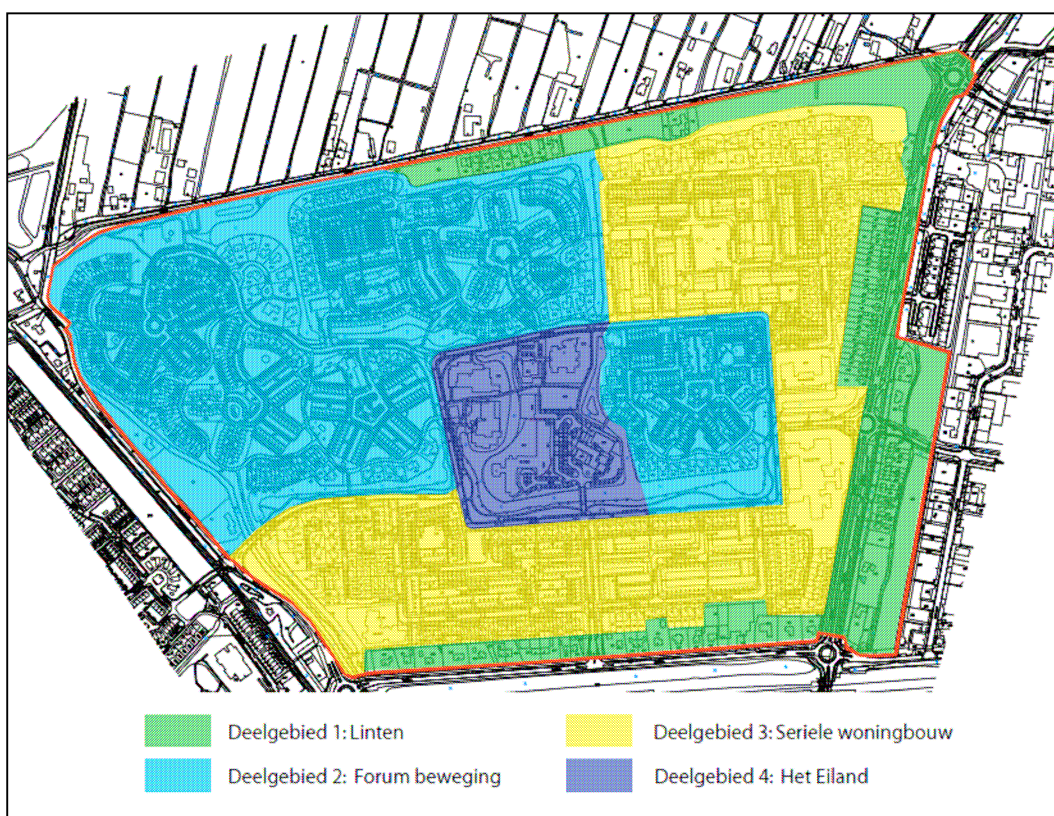 Deelgebied 1: Linten
Deelgebied 2: Forum beweging
Deelgebied 3: Seriele woningbouw
Deelgebied 4: Het Eiland